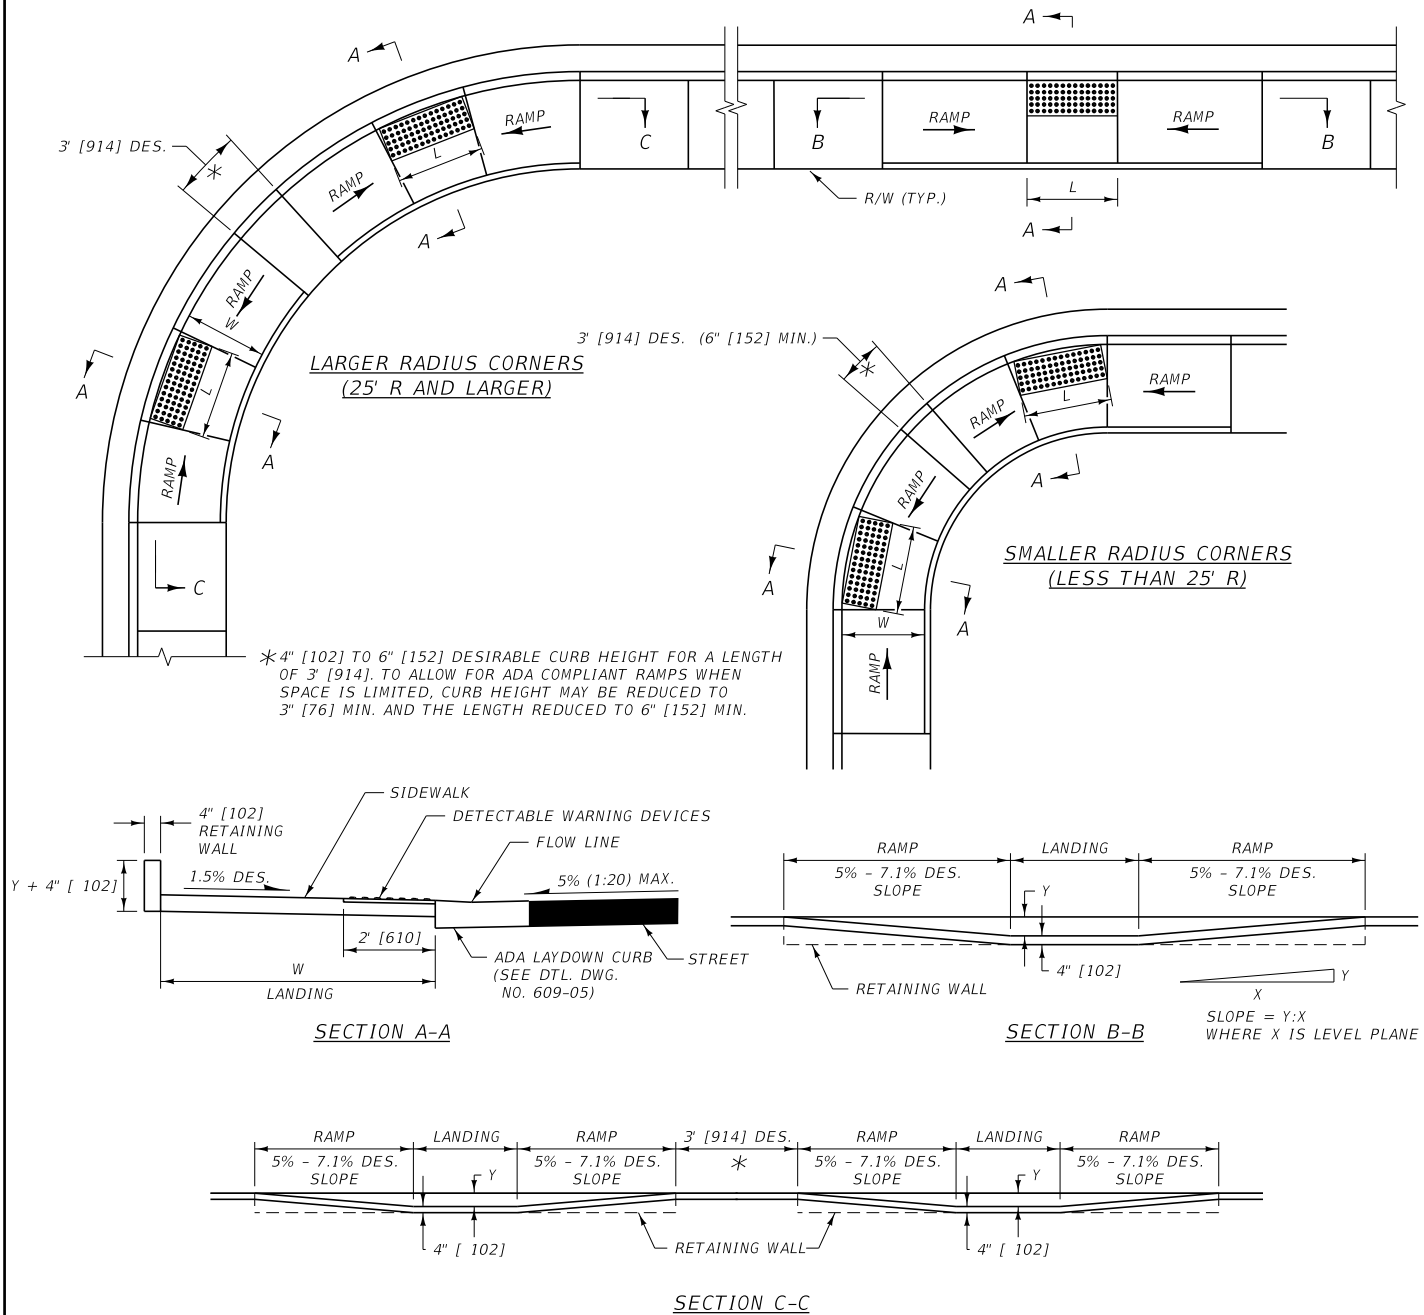 A
A
A
RAMP
C
B
RAMP
RAMP
B
3' [914] DES.
*
L
RAMP
L
R/W (TYP.)
A
A
RAMP
W
A
L
A
LARGER RADIUS CORNERS
(25' R AND LARGER)
A
RAMP
C
A
3' [914] DES. (6" [152] MIN.)
*
RAMP
L
RAMP
A
RAMP
L
A
A
SMALLER RADIUS CORNERS
(LESS THAN 25' R)
W
RAMP
* 4" [102] TO 6" [152] DESIRABLE CURB HEIGHT FOR A LENGTH
OF 3' [914]. TO ALLOW FOR ADA COMPLIANT RAMPS WHEN
SPACE IS LIMITED, CURB HEIGHT MAY BE REDUCED TO
3" [76] MIN. AND THE LENGTH REDUCED TO 6" [152] MIN.
SIDEWALK
4" [102]
RETAINING
WALL
DETECTABLE WARNING DEVICES
FLOW LINE
Y + 4" [ 102]
1.5% DES.
5% (1:20) MAX.
2' [610]
W
LANDING
ADA LAYDOWN CURB
(SEE DTL. DWG.
NO. 609-05)
STREET
SECTION A-A
RAMP
LANDING
RAMP
5% - 7.1% DES.
SLOPE
Y
5% - 7.1% DES.
SLOPE
4" [102]
RETAINING WALL
Y
X
SLOPE = Y:X
WHERE X IS LEVEL PLANE
SECTION B-B
RAMP
LANDING
RAMP
3' [914] DES.
RAMP
LANDING
RAMP
5% - 7.1% DES.
SLOPE
Y
5% - 7.1% DES.
SLOPE
*
5% - 7.1% DES.
SLOPE
Y
5% - 7.1% DES.
SLOPE
4" [ 102]
RETAINING WALL
4" [ 102]
SECTION C-C